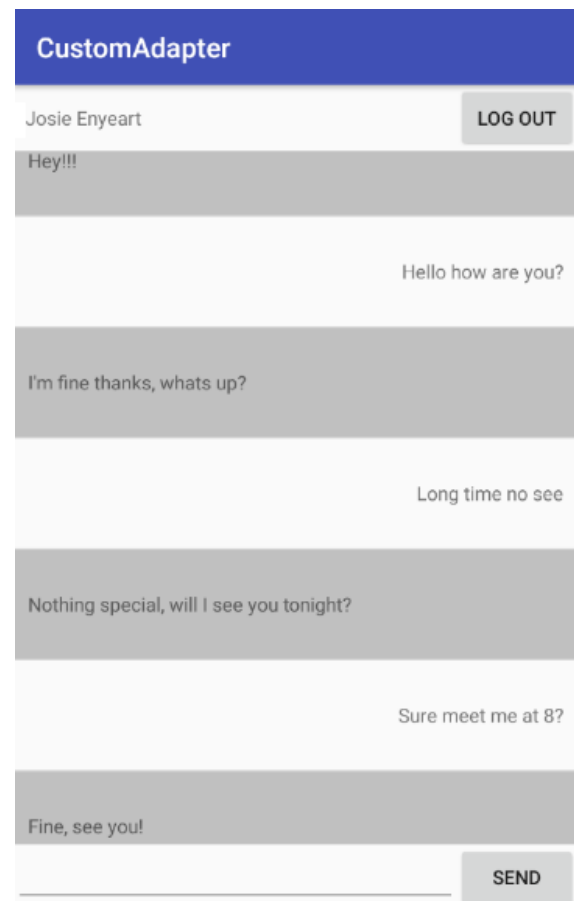 CustomAdapter
Josie Enyeart
LOG OUT
Hey!!!
Hello how are you?
I'm fine thanks, whats up?
Long time no see
Nothing special, will I see you tonight?
Sure meet me at 8?
Fine, see you!
SEND